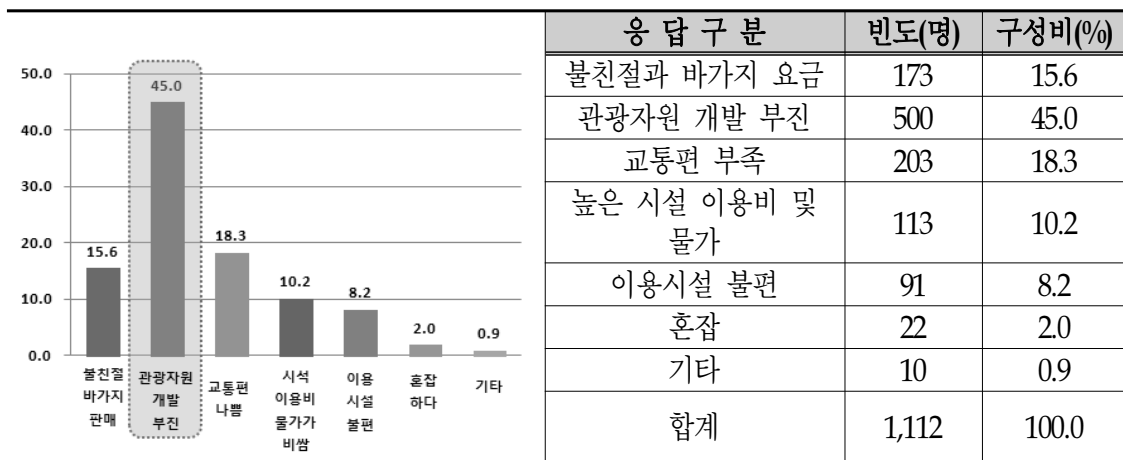 50.0
40.0
30.0
20.0
10.0
0.0
15.6
45.0
18.3
10.2
8.2
2.0
0.9
불친절
바가지
판매
관광자원
개발
부진
교통편
나쁨
시석
이용비
물가가
비쌈
이용
시설
불편
혼잡
하다
기타
응 답 구 분 빈도(명) 구성비(%)
불친절과 바가지 요금 173 15.6
관광자원 개발 부진 500 45.0
교통편 부족 203 18.3
높은 시설 이용비 및
물가 113 10.2
이용시설 불편 91 8.2
혼잡 22 2.0
기타 10 0.9
합계 1,112 100.0